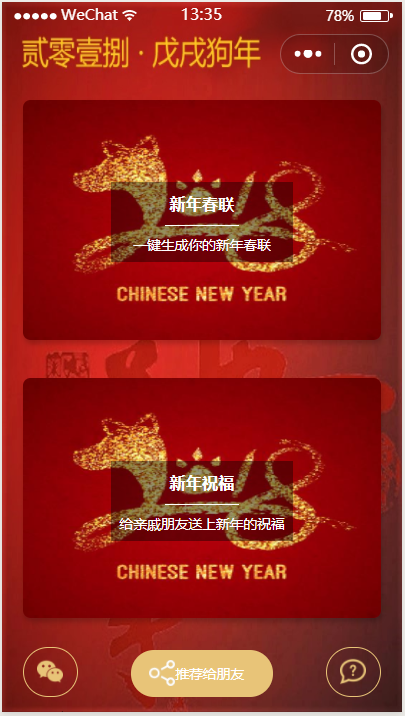 WeChat
13:35
78%
贰零壹捌 · 戊戌狗年
新年春联
一键生成你的新年春联
CHINESE NEW YEAR
新年祝福
给亲戚朋友送上新年的祝福
CHINESE NEW YEAR
推荐给朋友